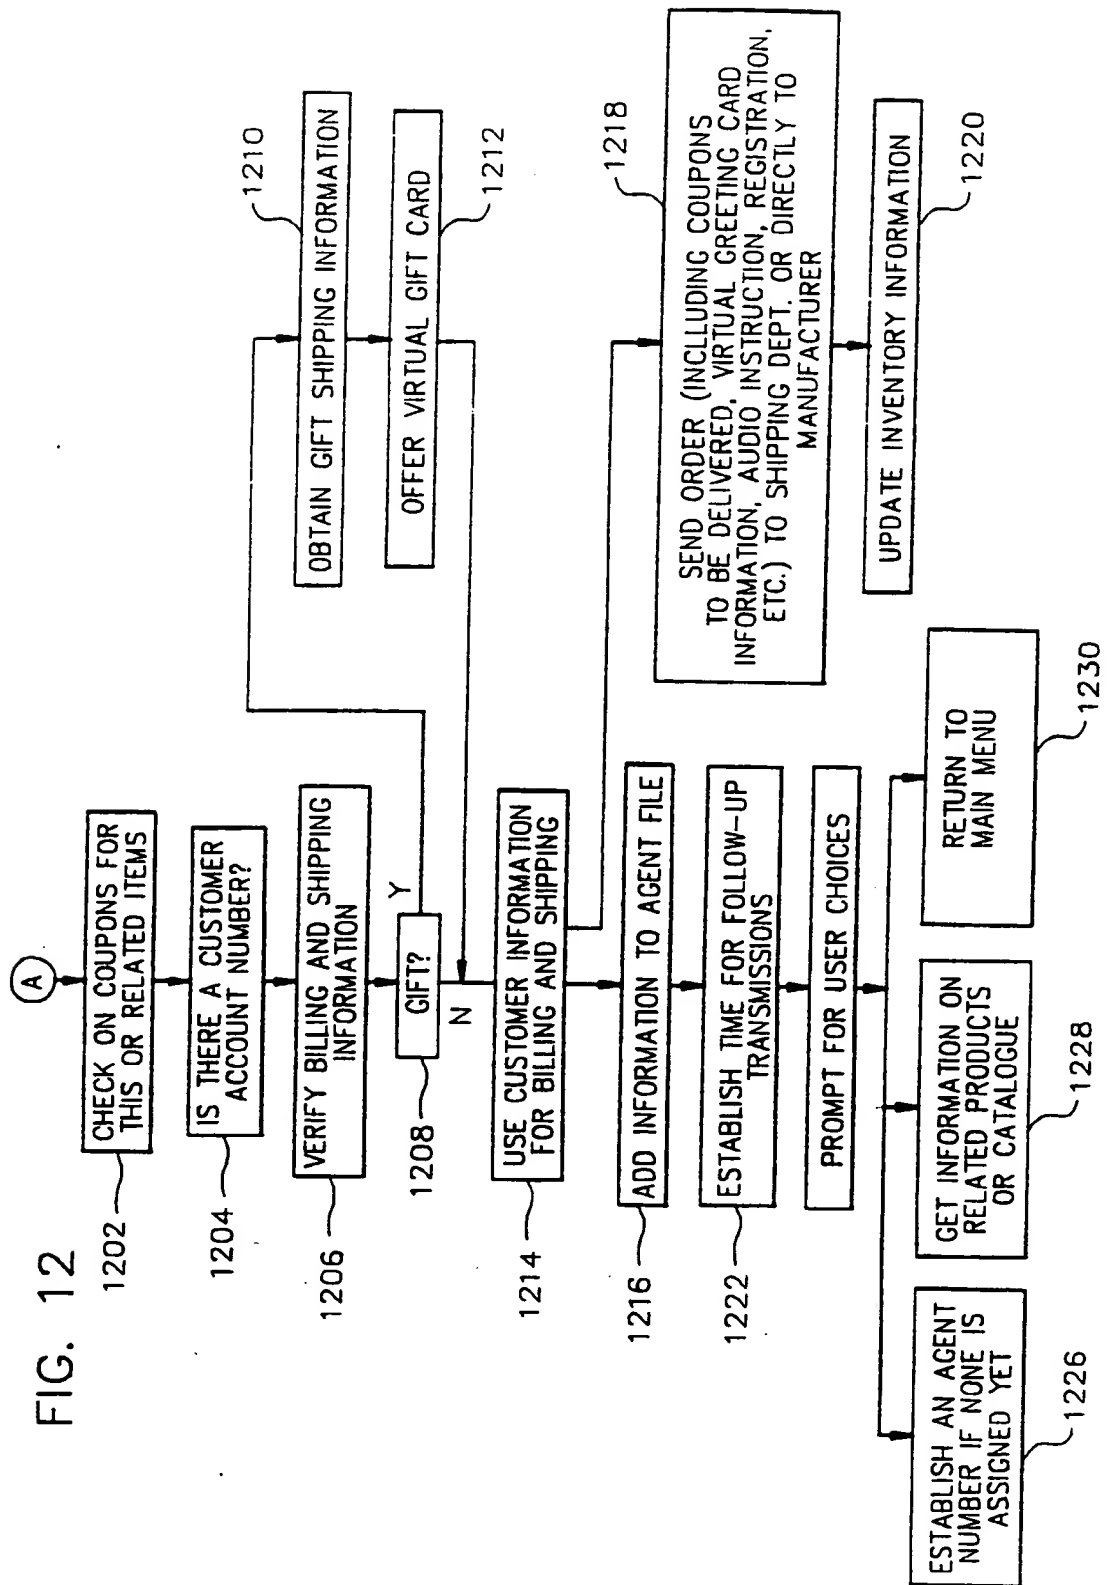 FIG. 12
A
CHECK ON COUPONS FOR
THIS OR RELATED ITEMS
1202
IS THERE A CUSTOMER
ACCOUNT NUMBER?
1204
VERIFY BILLING AND SHIPPING
INFORMATION
1206
GIFT?
1208
Y
N
OBTAIN GIFT SHIPPING INFORMATION
1210
OFFER VIRTUAL GIFT CARD
1212
USE CUSTOMER INFORMATION
FOR BILLING AND SHIPPING
1214
ADD INFORMATION TO AGENT FILE
1216
SEND ORDER (INCLLUDING COUPONS
TO BE DELIVERED, VIRTUAL GREETING CARD
INFORMATION, AUDIO INSTRUCTION, REGISTRATION,
ETC.) TO SHIPPING DEPT. OR DIRECTLY TO
MANUFACTURER
1218
UPDATE INVENTORY INFORMATION
1220
ESTABLISH TIME FOR FOLLOW-UP
TRANSMISSIONS
1222
PROMPT FOR USER CHOICES
ESTABLISH AN AGENT
NUMBER IF NONE IS
ASSIGNED YET
1226
GET INFORMATION ON
RELATED PRODUCTS
OR CATALOGUE
1228
RETURN TO
MAIN MENU
1230